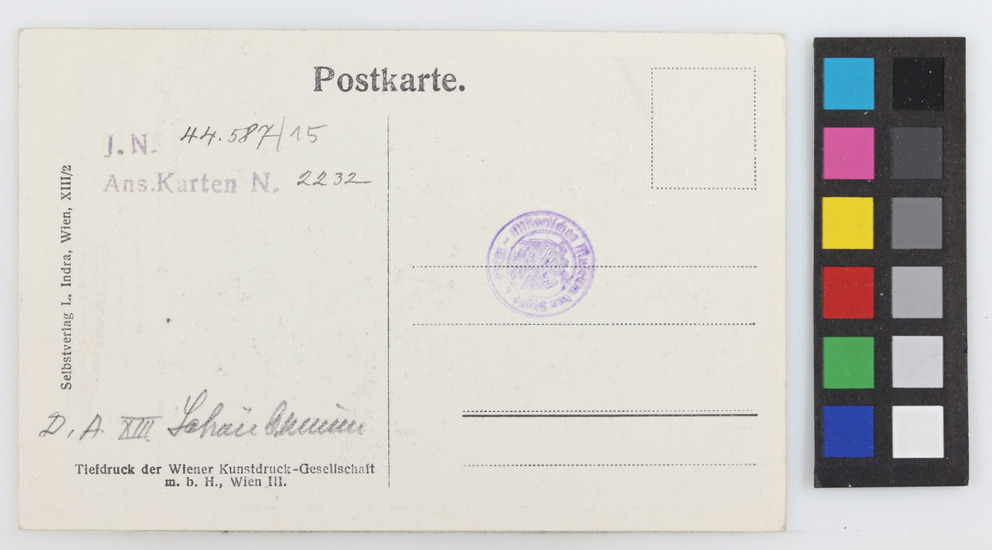 Postkarte.
J. N. 44.587/15
Ans.Karten N. 2232
Selbstverlag L. Indra, Wien, XIII/2
D. A. XIII
Tiefdruck der Wiener Kunstdruck-Gesellschaft
m. b. H., Wien III.